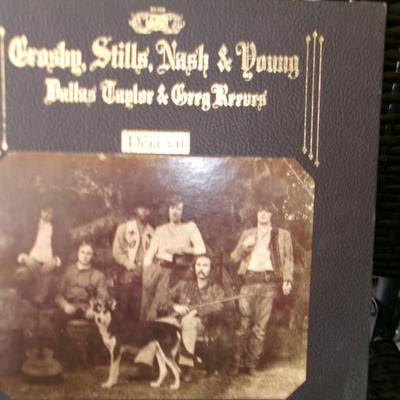 Crosby, Stills, Nash & Young
Dallas Taylor & Greg Reeves
Déjà Vu